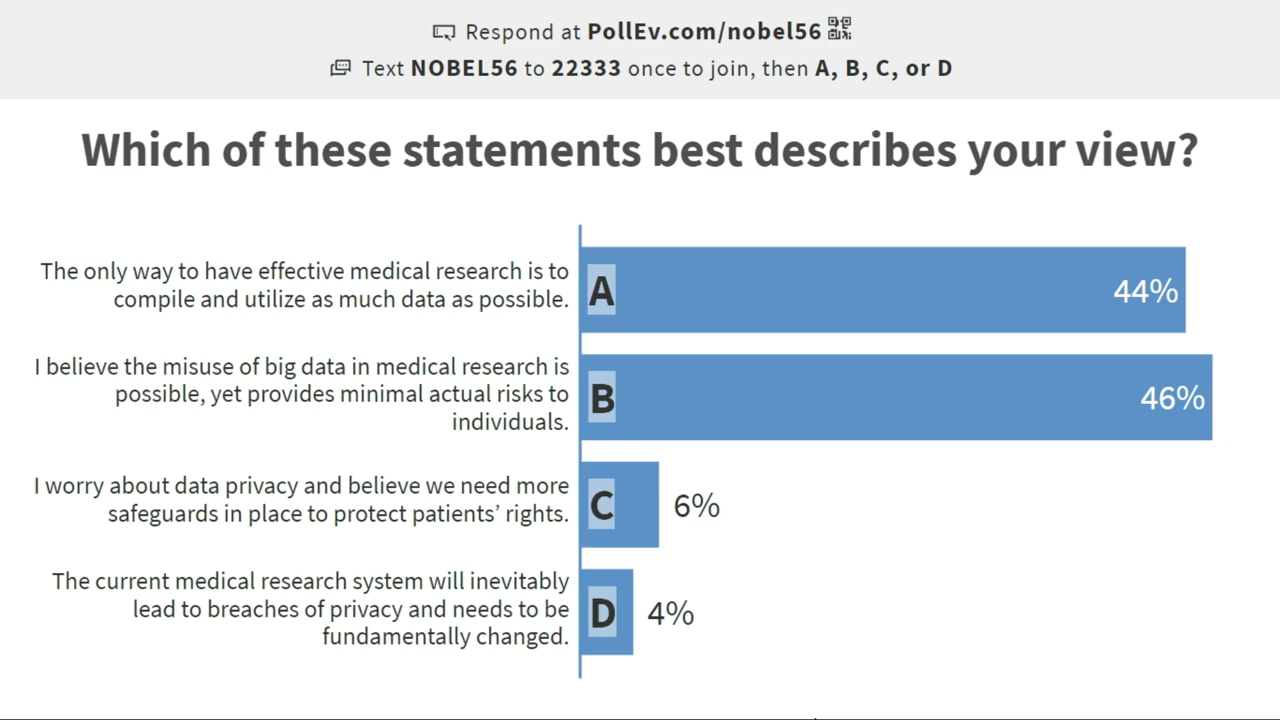 Respond at PollEv.com/nobel56
Text NOBEL56 to 22333 once to join, then A, B, C, or D
Which of these statements best describes your view?
The only way to have effective medical research is to
compile and utilize as much data as possible.
A
44%
I believe the misuse of big data in medical research is
possible, yet provides minimal actual risks to
individuals.
B
46%
I worry about data privacy and believe we need more
safeguards in place to protect patients’ rights.
C
6%
The current medical research system will inevitably
lead to breaches of privacy and needs to be
fundamentally changed.
D
4%